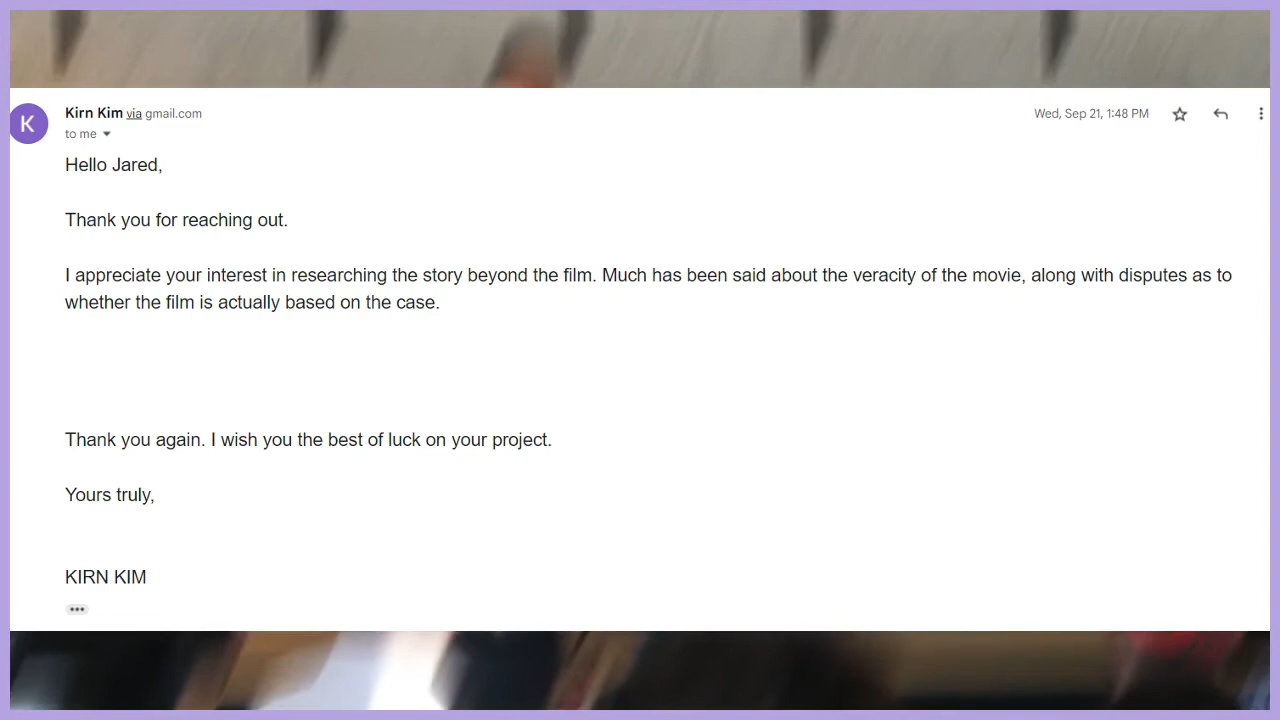 K
Kirn Kim via gmail.com
Wed, Sep 21, 1:48 PM
to me
Hello Jared,
Thank you for reaching out.
I appreciate your interest in researching the story beyond the film. Much has been said about the veracity of the movie, along with disputes as to
whether the film is actually based on the case.
Thank you again. I wish you the best of luck on your project.
Yours truly,
KIRN KIM